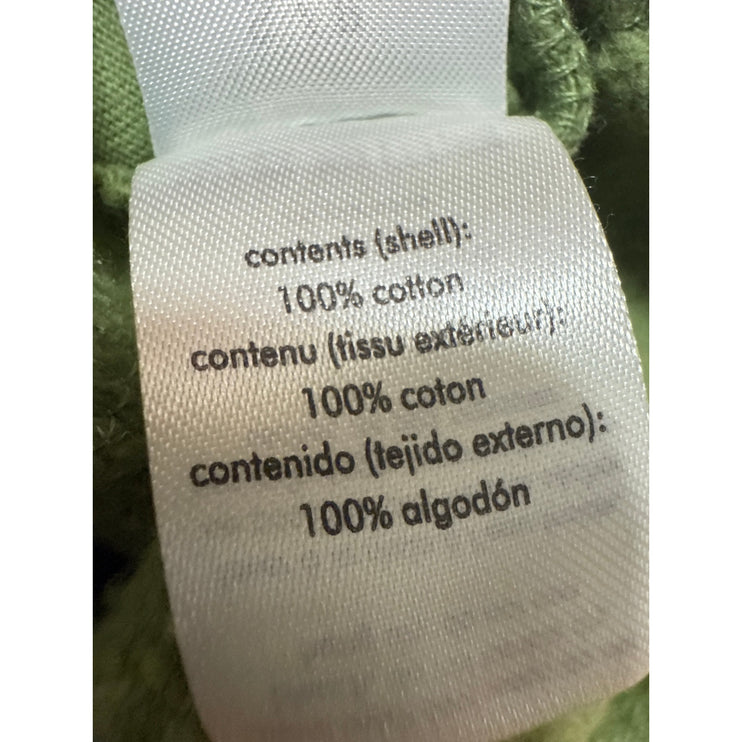 contents (shell):
100% cotton
contenu (tissu extérieur):
100% coton
contenido (tejido externo):
100% algodón